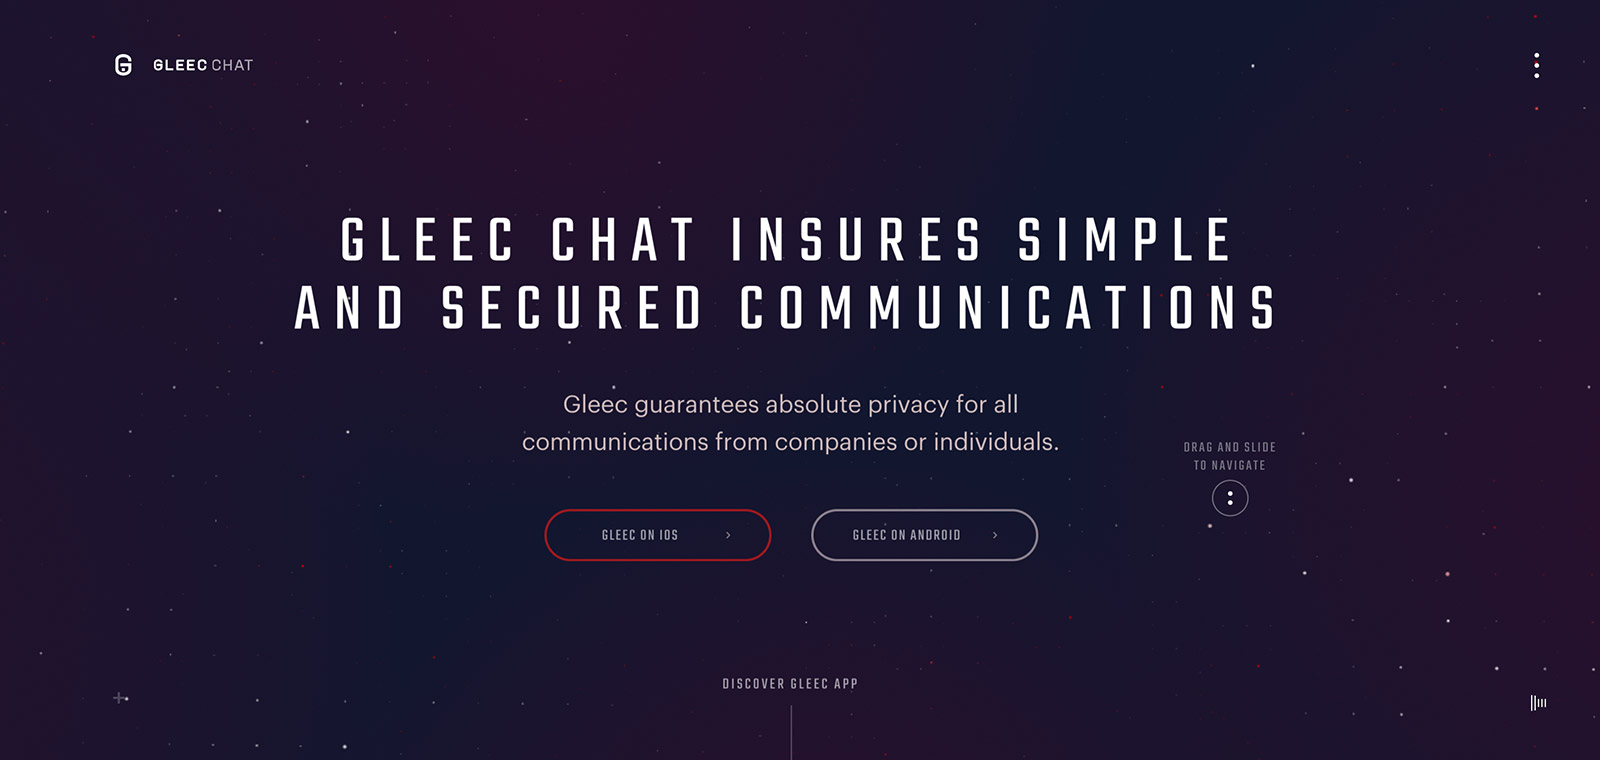 GLEEC CHAT
GLEEC CHAT INSURES SIMPLE
AND SECURED COMMUNICATIONS
Gleec guarantees absolute privacy for all
communications from companies or individuals.
DRAG AND SLIDE
TO NAVIGATE
GLEEC ON IOS
GLEEC ON ANDROID
DISCOVER GLEEC APP